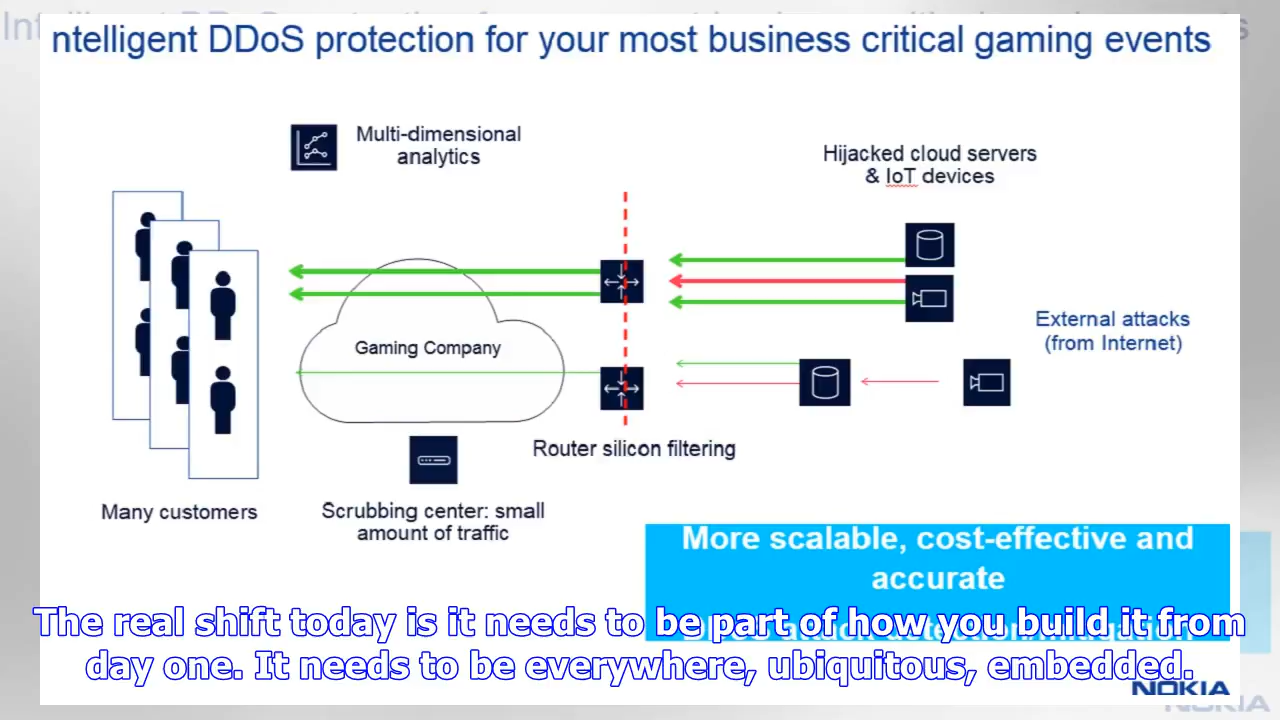 ntelligent DDoS protection for your most business critical gaming events
Multi-dimensional
analytics
Hijacked cloud servers
& IoT devices
External attacks
(from Internet)
Gaming Company
Router silicon filtering
Many customers
Scrubbing center: small
amount of traffic
More scalable, cost-effective and
accurate
The real shift today is it needs to be part of how you build it from
day one. It needs to be everywhere, ubiquitous, embedded.
NOKIA
NOKIA